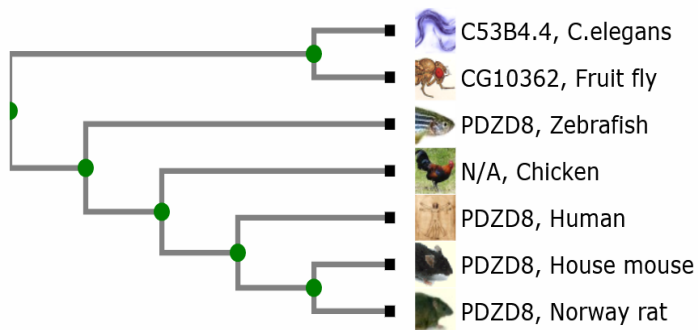 C53B4.4, C.elegans
CG10362, Fruit fly
PDZD8, Zebrafish
N/A, Chicken
PDZD8, Human
PDZD8, House mouse
PDZD8, Norway rat